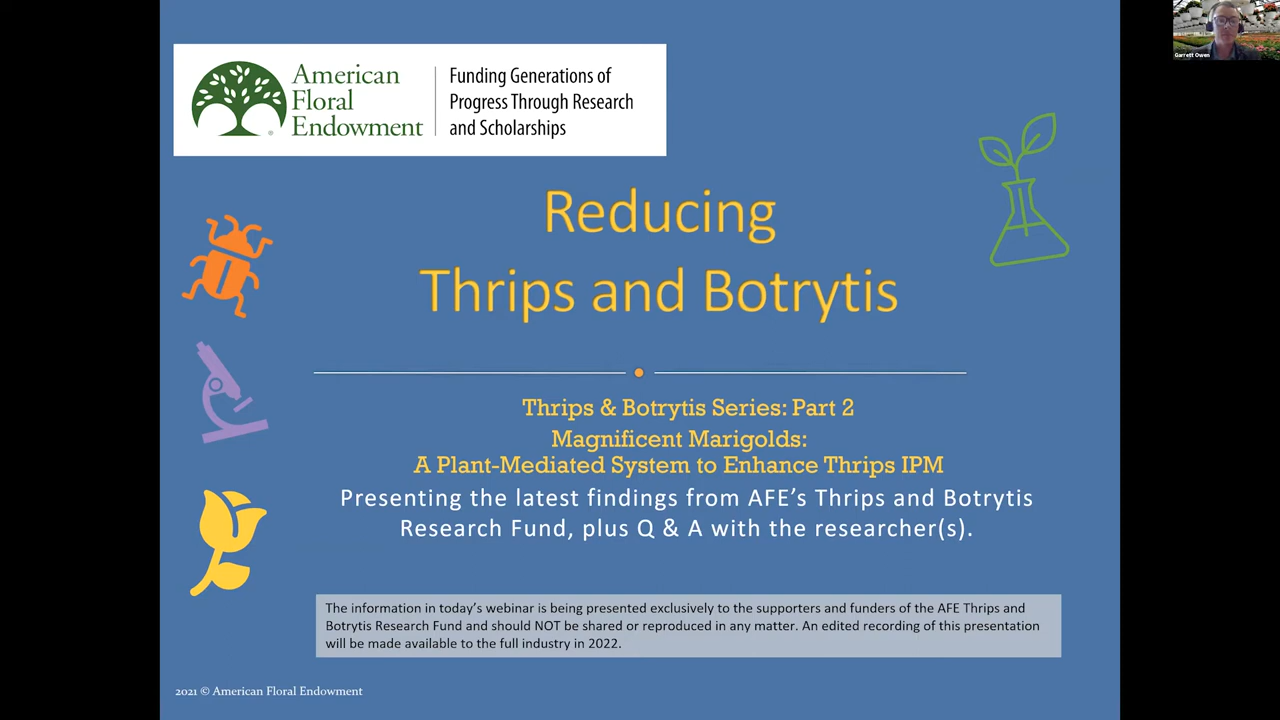 American
Floral
Endowment
Funding Generations of
Progress Through Research
and Scholarships
Garrett Owen
Reducing
Thrips and Botrytis
Thrips & Botrytis Series: Part 2
Magnificent Marigolds:
A Plant-Mediated System to Enhance Thrips IPM
Presenting the latest findings from AFE's Thrips and Botrytis
Research Fund, plus Q & A with the researcher(s).
The information in today's webinar is being presented exclusively to the supporters and funders of the AFE Thrips and
Botrytis Research Fund and should NOT be shared or reproduced in any matter. An edited recording of this presentation
will be made available to the full industry in 2022.
2021 © American Floral Endowment